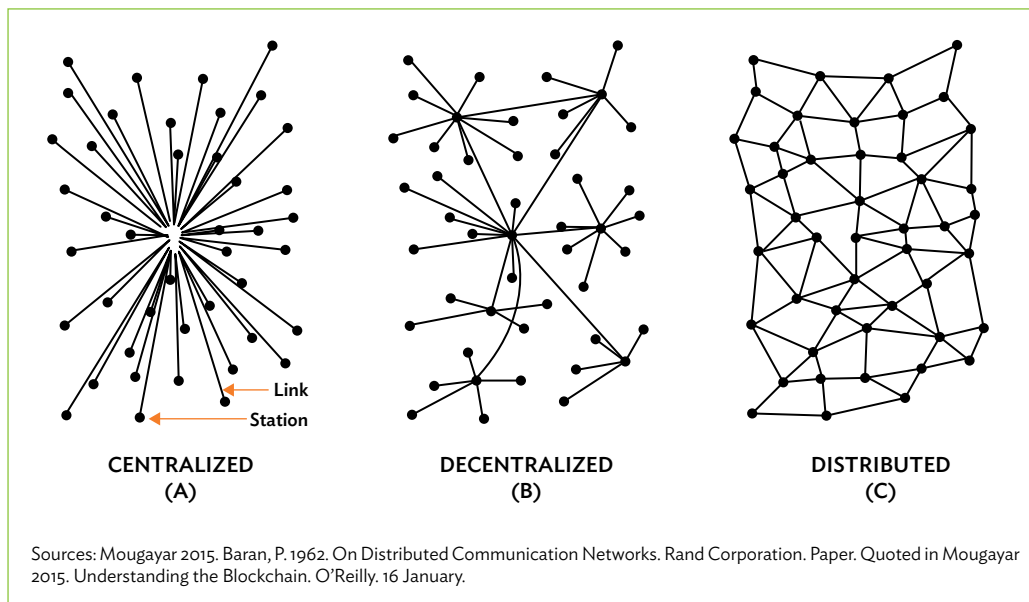 Link
Station
CENTRALIZED
(A)
DECENTRALIZED
(B)
DISTRIBUTED
(C)
Sources: Mougayar 2015. Baran, P. 1962. On Distributed Communication Networks. Rand Corporation. Paper. Quoted in Mougayar
2015. Understanding the Blockchain. O’Reilly. 16 January.